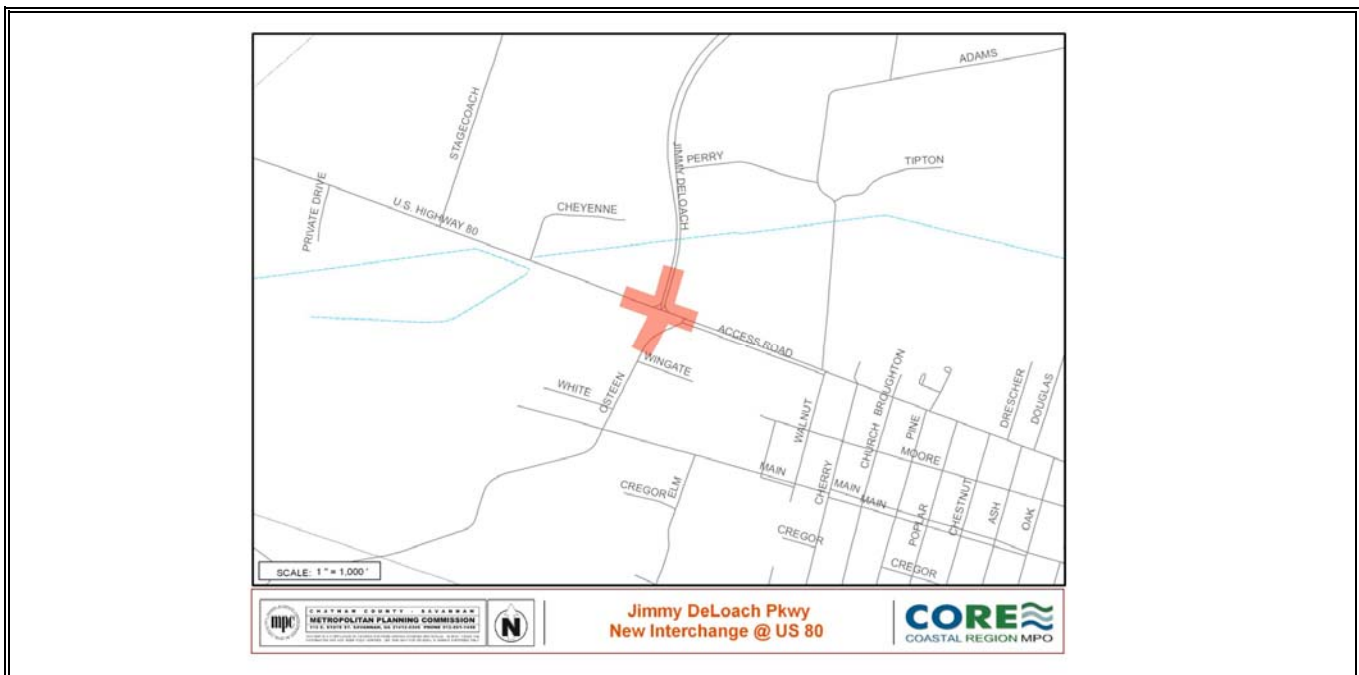 ADAMS
STAGECOACH
JIMMY DELOACH
PERRY
TIPTON
PRIVATE DRIVE
U.S. HIGHWAY 80
CHEYENNE
ACCESS ROAD
WINGATE
WHITE
OSTEEN
WALNUT
CHERRY
CHURCH
BROUGHTON
PINE
DRESCHER
DOUGLAS
MOORE
MAIN
MAIN
MAIN
CREGOR
ELM
CREGOR
POPLAR
CHESTNUT
ASH
OAK
CREGOR
SCALE: 1 " = 1,000 '
mpc
CHATHAM COUNTY - SAVANNAH
METROPOLITAN PLANNING COMMISSION
N
Jimmy DeLoach Pkwy
New Interchange @ US 80
CORE
COASTAL REGION MPO